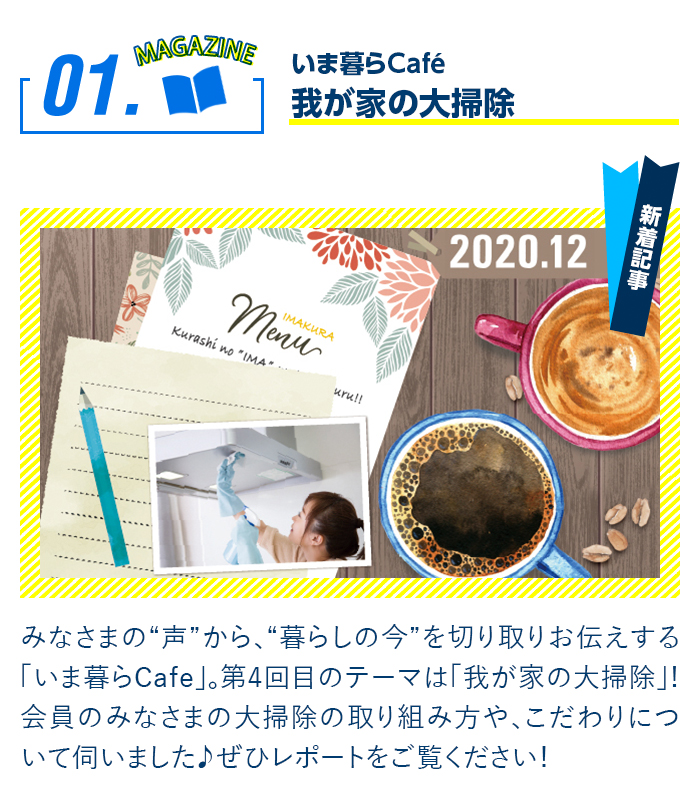 01.
MAGAZINE
いま暮らCafé
我が家の大掃除
新着記事
2020.12
IMAKURA
Menu
Kurashi no "IMA"
uru!!
みなさまの“声”から、“暮らしの今”を切り取りお伝えする
「いま暮らCafe」。第4回目のテーマは「我が家の大掃除」!
会員のみなさまの大掃除の取り組み方や、こだわりにつ
いて伺いました♪ぜひレポートをご覧ください!